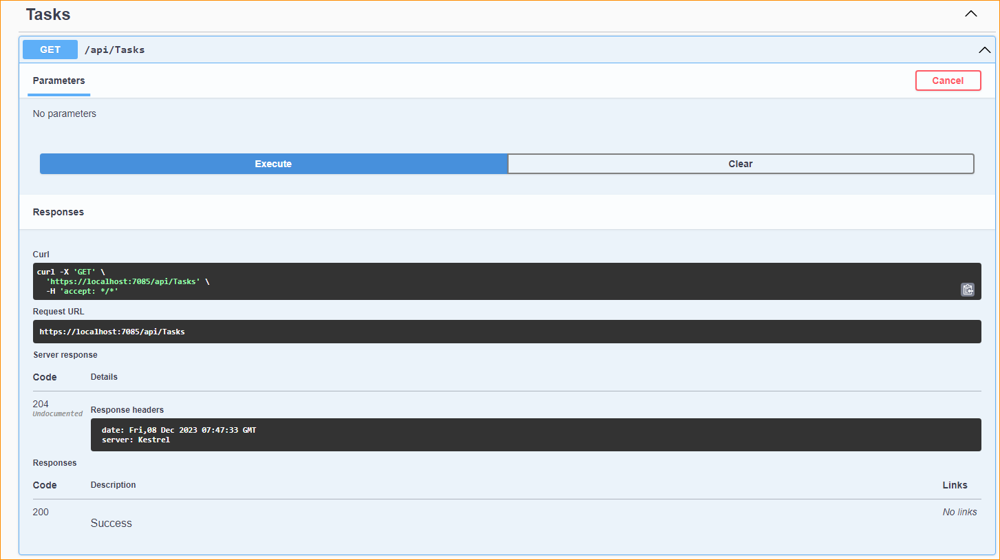 Tasks
GET /api/Tasks
Parameters Cancel
No parameters
Execute Clear
Responses
Curl
curl -X 'GET' \
'https://localhost:7085/api/Tasks' \
-H 'accept: */*'
Request URL
https://localhost:7085/api/Tasks
Server response
Code Details
204
Undocumented
Response headers
date: Fri,08 Dec 2023 07:47:33 GMT
server: Kestrel
Responses
Code Description Links
200 No links
Success